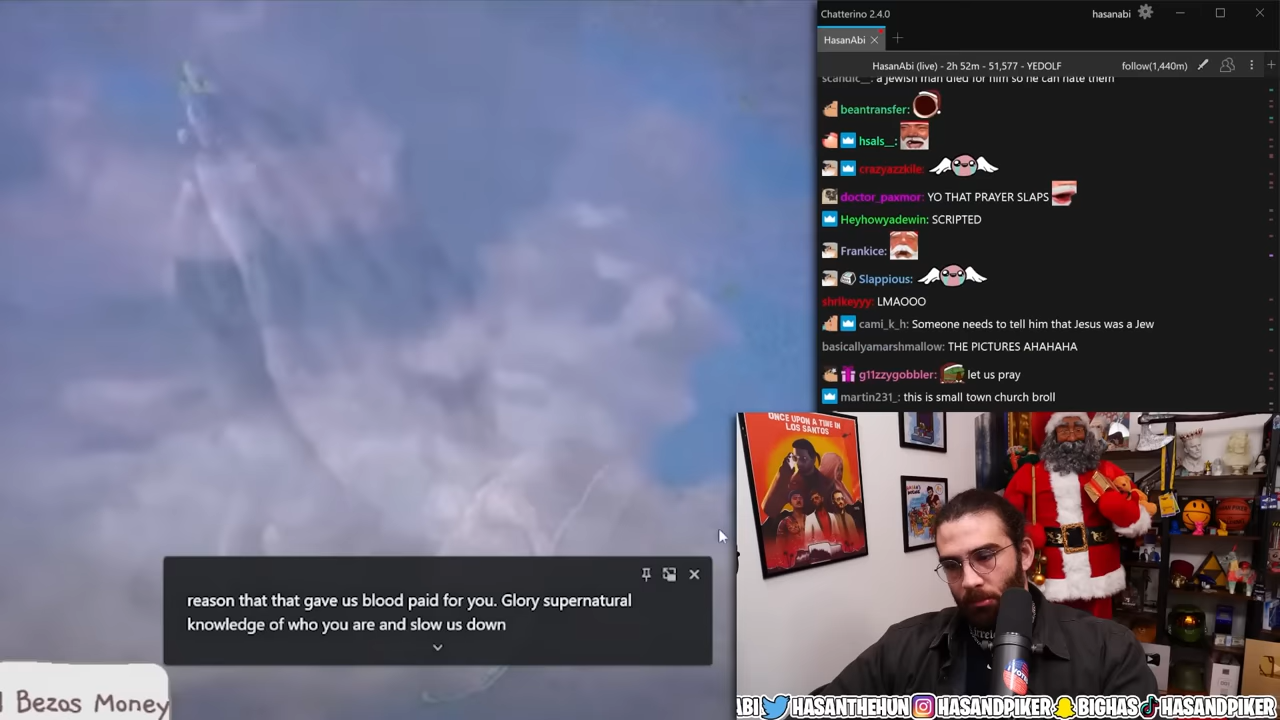 Chatterino 2.4.0
hasanabi
HasanAbi
HasanAbi (live) - 2h 52m - 51,577 - YEDOLF
follow(1,440m)
scandic__: a jewish man died for him so he can hate them
beantransfer:
hsals__:
crazyazzkile:
doctor_paxmor: YO THAT PRAYER SLAPS
Heyhowyadewin: SCRIPTED
Frankice:
Slappious:
shrikeyyy: LMAOOO
cami_k_h: Someone needs to tell him that Jesus was a Jew
basicallyamarshmallow: THE PICTURES AHAHAHA
g11zzygobbler: let us pray
martin231_: this is small town church broll
ONCE UPON A TIME IN
LOS SANTOS
reason that that gave us blood paid for you. Glory supernatural
knowledge of who you are and slow us down
Bezos Money
ABI HASANTHEHUN HASANDPIKER BIGHAS HASANDPIKER